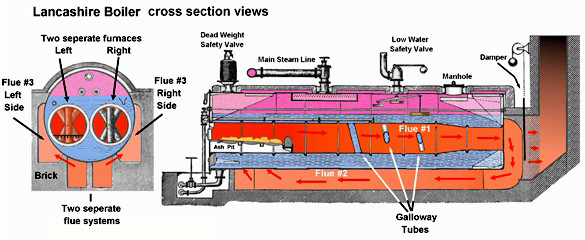 Lancashire Boiler cross section views
Two seperate furnaces
Left Right
Flue #3
Left
Side
Flue #3
Right
Side
Brick
Two seperate
flue systems
Dead Weight
Safety Valve
Main Steam Line
Low Water
Safety Valve
Manhole
Damper
Flue #1
Ash Pit
Flue #2
Galloway
Tubes